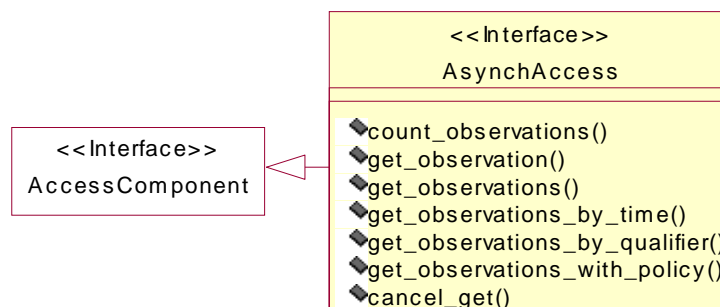 <<Interface>>
AsynchAccess
<<Interface>>
AccessComponent
count_observations()
get_observation()
get_observations()
get_observations_by_time()
get_observations_by_qualifier()
get_observations_with_policy()
cancel_get()